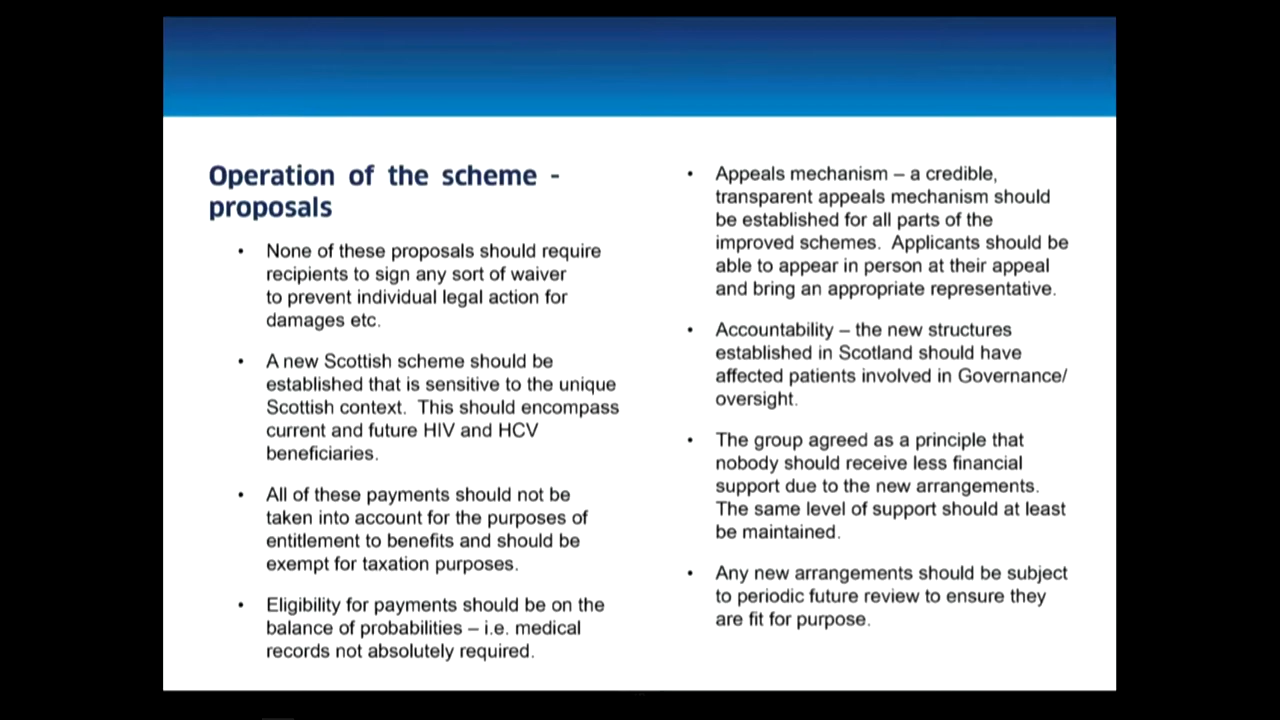 Operation of the scheme -
proposals
• None of these proposals should require
recipients to sign any sort of waiver
to prevent individual legal action for
damages etc.
• A new Scottish scheme should be
established that is sensitive to the unique
Scottish context.  This should encompass
current and future HIV and HCV
beneficiaries.
• All of these payments should not be
taken into account for the purposes of
entitlement to benefits and should be
exempt for taxation purposes.
• Eligibility for payments should be on the
balance of probabilities – i.e. medical
records not absolutely required.
• Appeals mechanism – a credible,
transparent appeals mechanism should
be established for all parts of the
improved schemes.  Applicants should be
able to appear in person at their appeal
and bring an appropriate representative.
• Accountability – the new structures
established in Scotland should have
affected patients involved in Governance/
oversight.
• The group agreed as a principle that
nobody should receive less financial
support due to the new arrangements.
The same level of support should at least
be maintained.
• Any new arrangements should be subject
to periodic future review to ensure they
are fit for purpose.